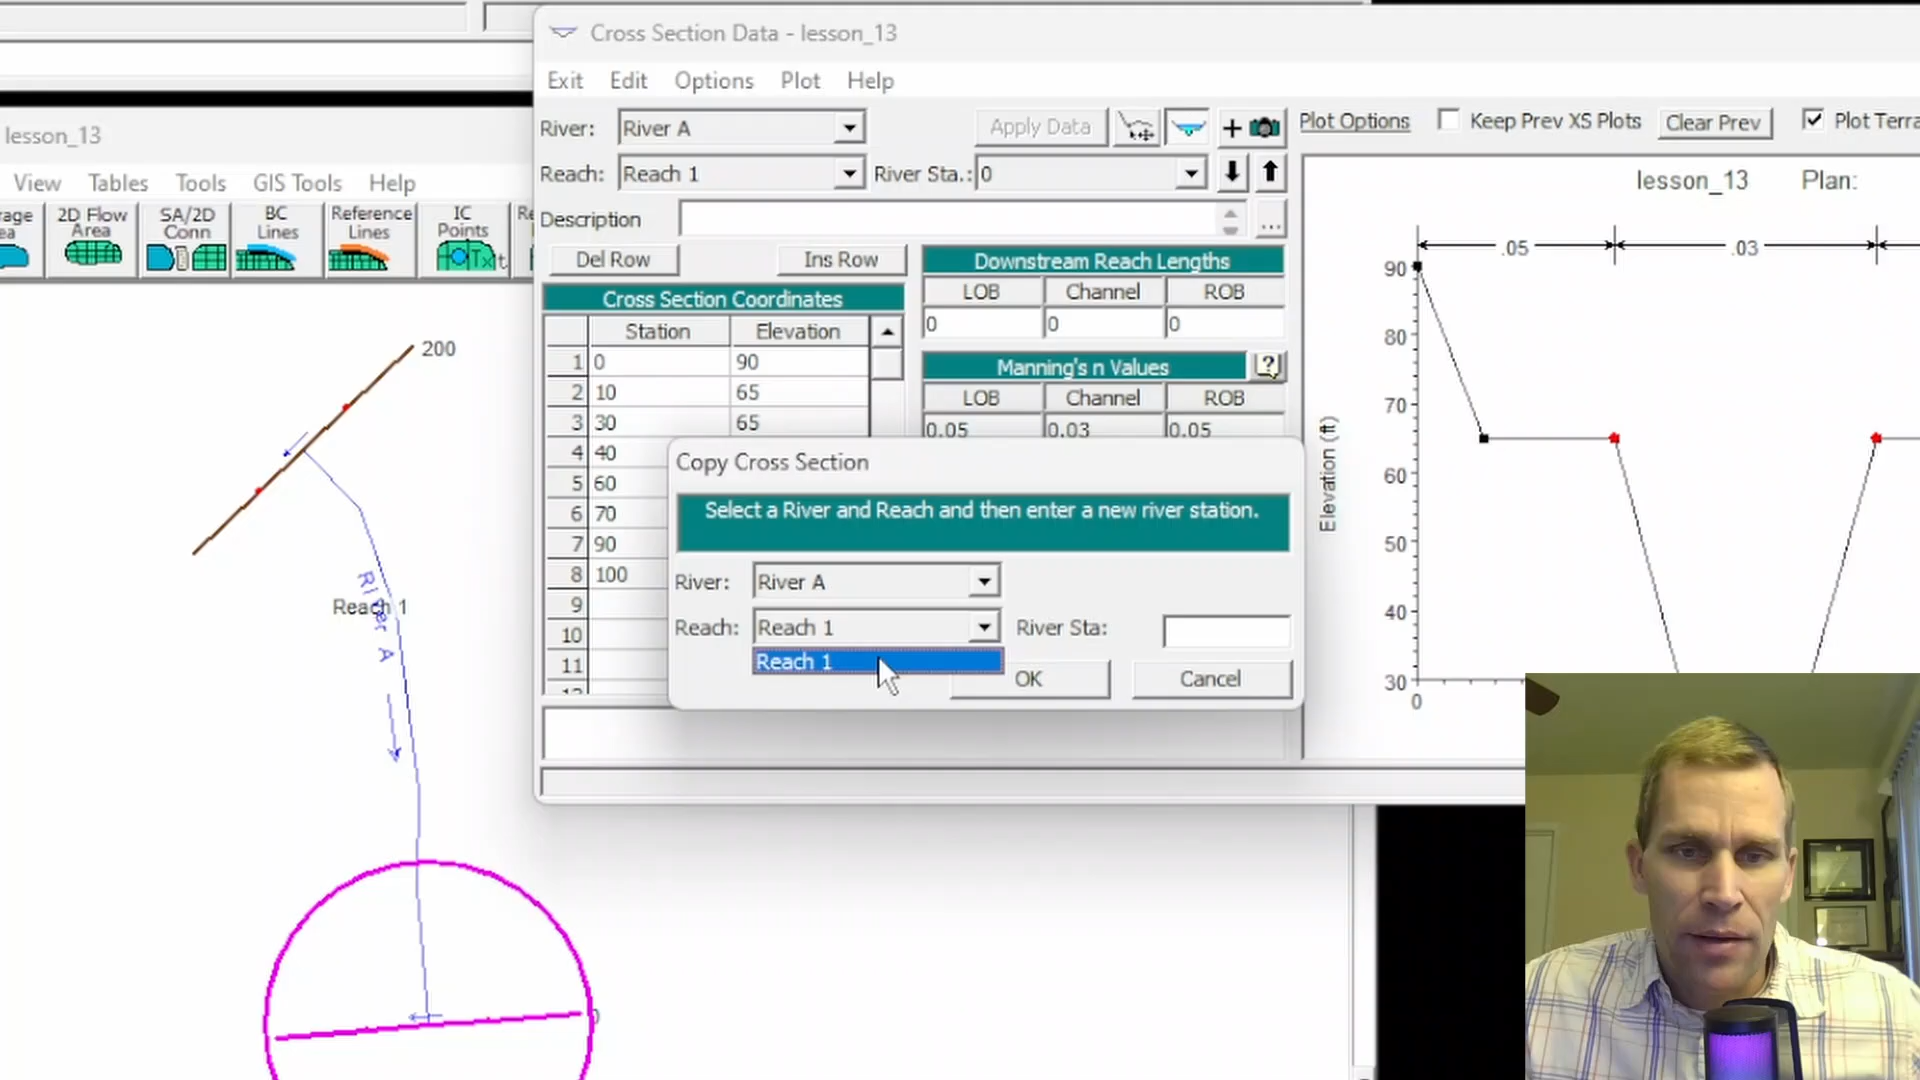 Cross Section Data - lesson_13
Exit Edit Options Plot Help
River: River A Apply Data
Reach: Reach 1 River Sta.: 0
Description ...
Del Row Ins Row
Downstream Reach Lengths
LOB Channel ROB
0 0 0
Cross Section Coordinates
Station Elevation
1 0 90
2 10 65
3 30 65
4 40
5 60
6 70
7 90
8 100
9
10
11
Manning's n Values ?
LOB Channel ROB
0.05 0.03 0.05
Plot Options Keep Prev XS Plots Clear Prev Plot Terra
lesson_13 Plan:
.05 .03
90
80
70
60
50
40
30
0
Elevation (ft)
Copy Cross Section
Select a River and Reach and then enter a new river station.
River: River A
Reach: Reach 1 River Sta:
Reach 1
OK Cancel
lesson_13
View Tables Tools GIS Tools Help
2D Flow Area
SA/2D Conn
BC Lines
Reference Lines
IC Points
200
River A
Reach 1